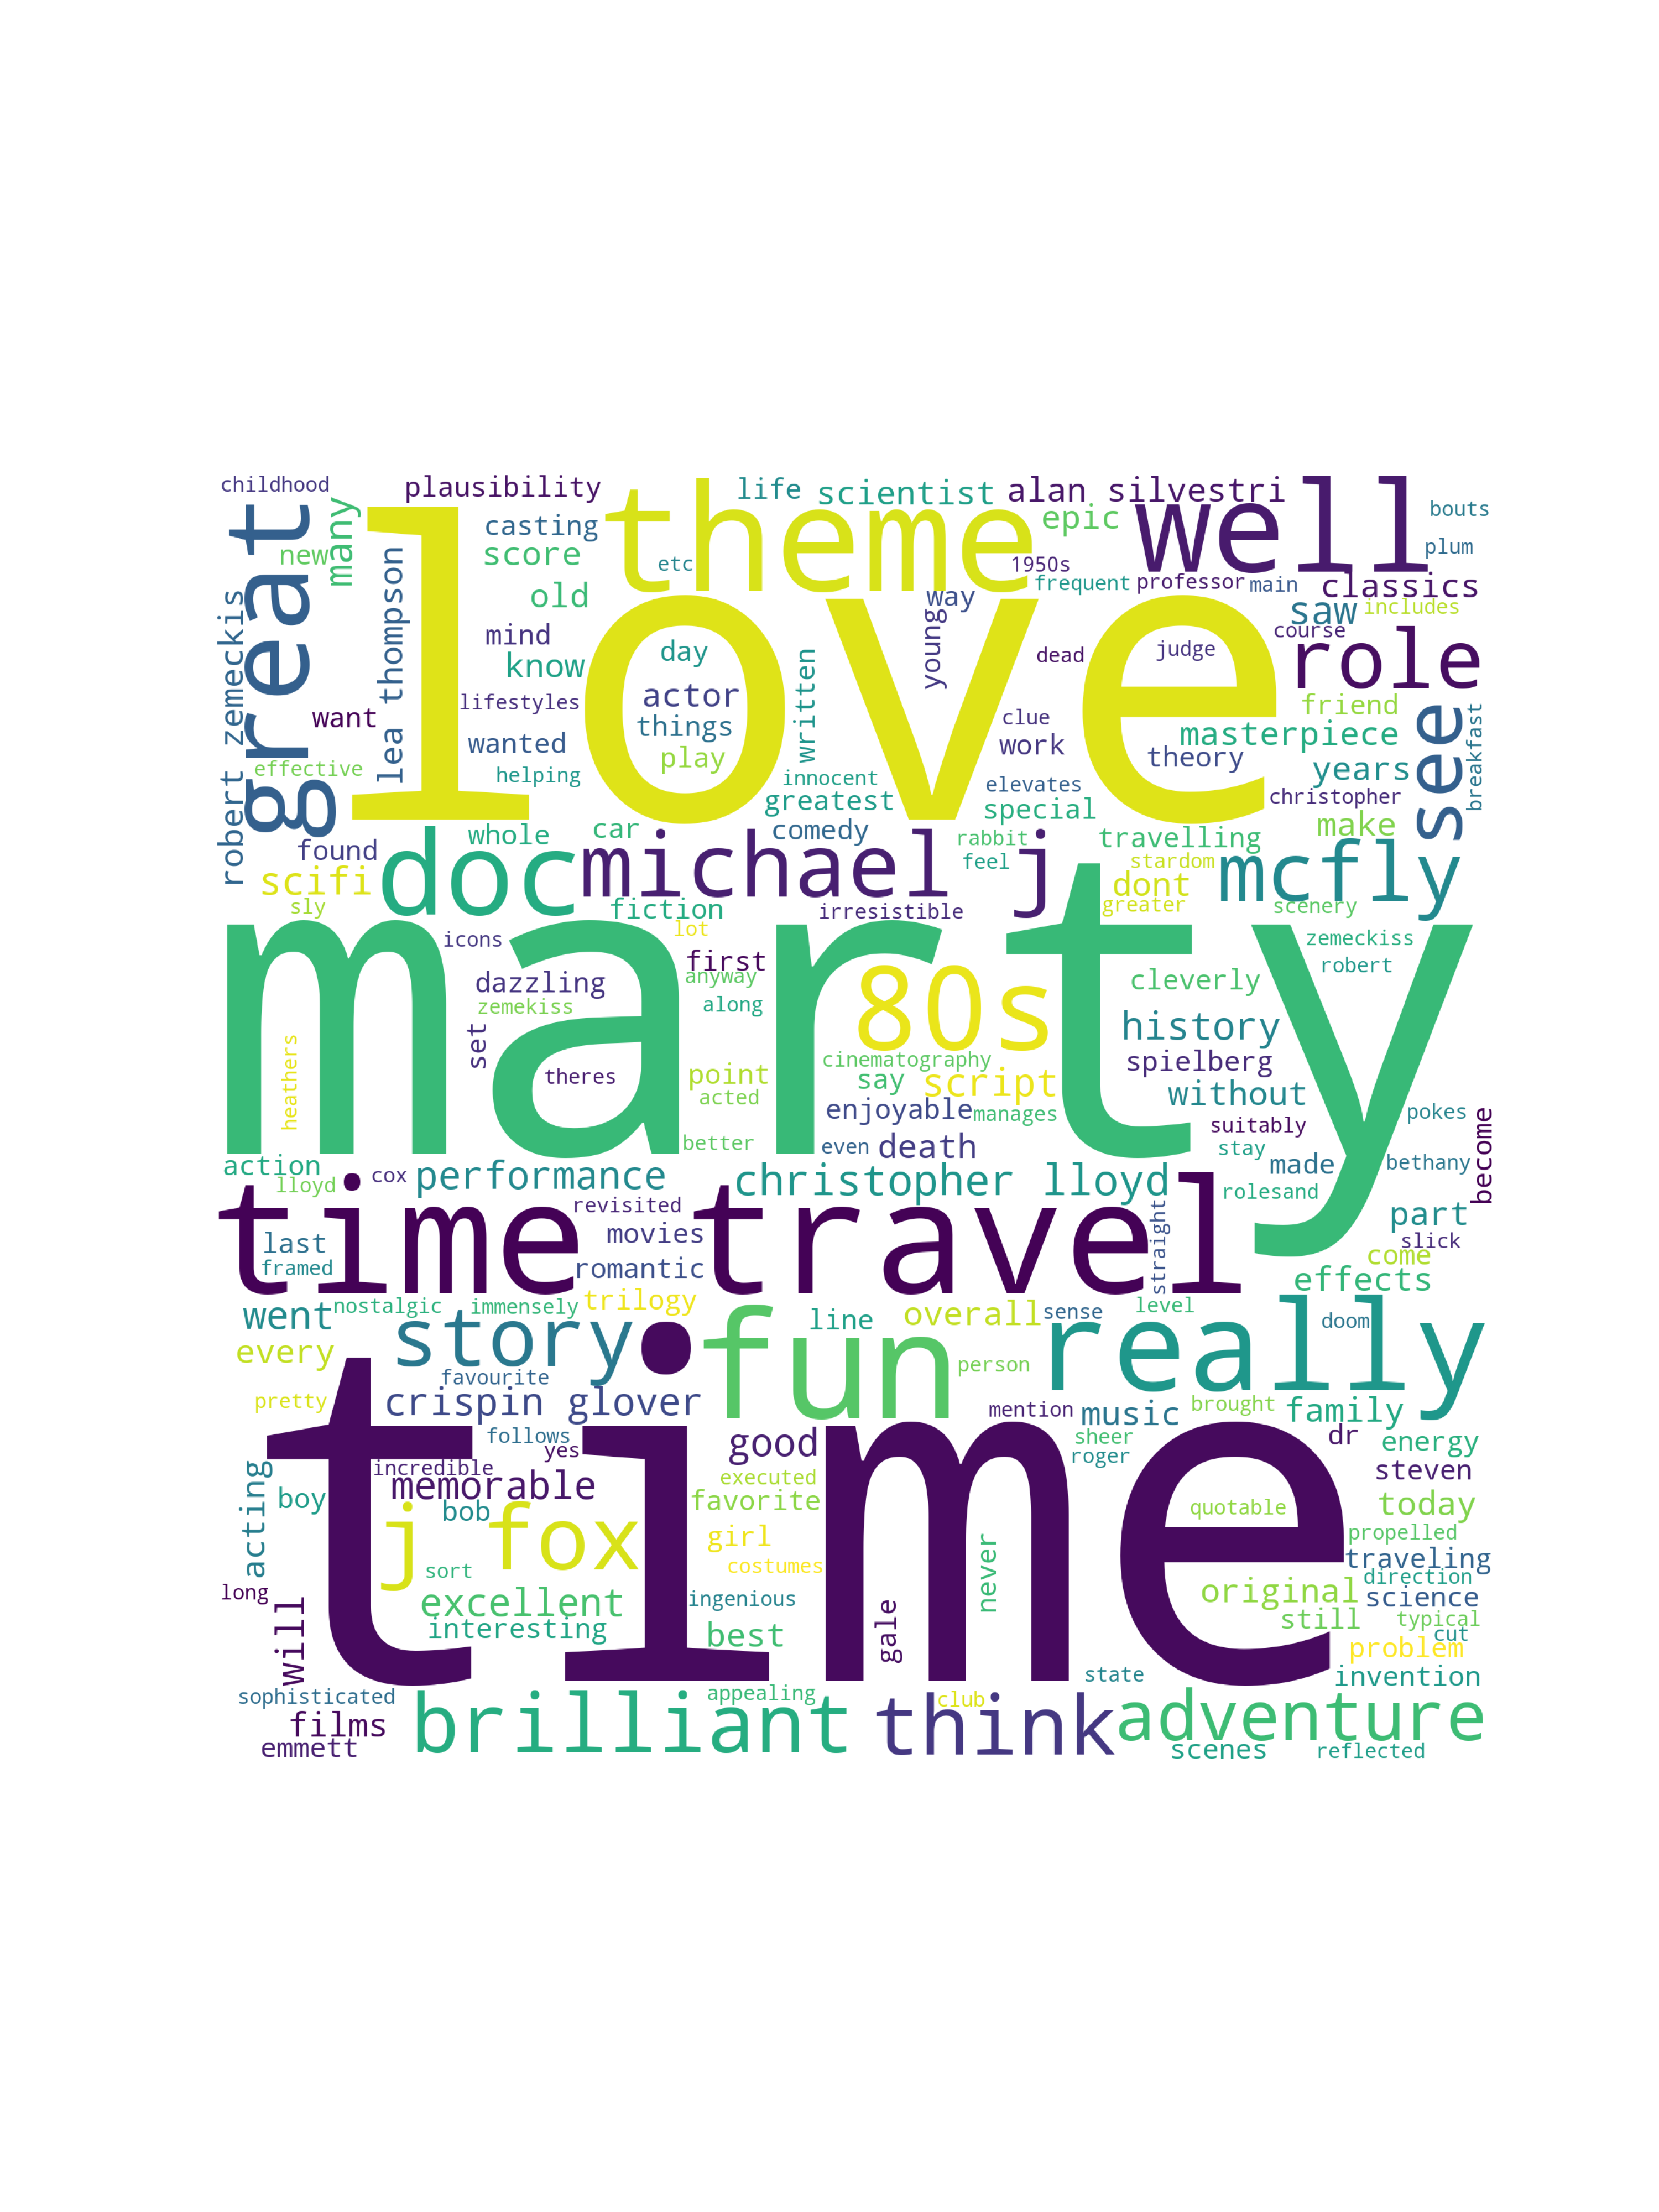 childhood
plausibility
life
scientist
alan silvestri
well
bouts
great
many
love
theme
casting
epic
plum
new
score
etc
1950s
frequent
professor
main
classics
robert zemeckis
lea thompson
old
way
young
saw
includes
course
mind
know
day
written
dead
judge
role
lifestyles
actor
want
things
clue
friend
see
breakfast
wanted
play
work
theory
masterpiece
effective
helping
innocent
elevates
years
greatest
special
christopher
whole
car
comedy
rabbit
travelling
make
found
doc
michael j
feel
stardom
mcfly
scifi
dont
sly
fiction
irresistible
greater
scenery
marty
lot
icons
first
80s
zemeckiss
dazzling
anyway
cleverly
robert
zemekiss
along
set
history
heathers
theres
point
cinematography
spielberg
acted
say
script
without
enjoyable
manages
pokes
suitably
become
better
even
death
stay
made
bethany
action
cox
performance
christopher lloyd
lloyd
rolesand
time travel
revisited
straight
part
last
movies
slick
framed
romantic
come
effects
nostalgic
immensely
trilogy
overall
sense
level
went
story
fun
line
really
doom
every
favourite
person
pretty
crispin glover
mention
music
brought
family
time
follows
yes
good
sheer
dr
energy
incredible
roger
steven
acting
memorable
executed
boy
bob
favorite
quotable
today
j fox
girl
never
propelled
sort
costumes
traveling
direction
long
excellent
ingenious
original
science
will
interesting
gale
still
typical
best
cut
problem
state
invention
sophisticated
brilliant
appealing
club
think
adventure
films
emmett
scenes
reflected